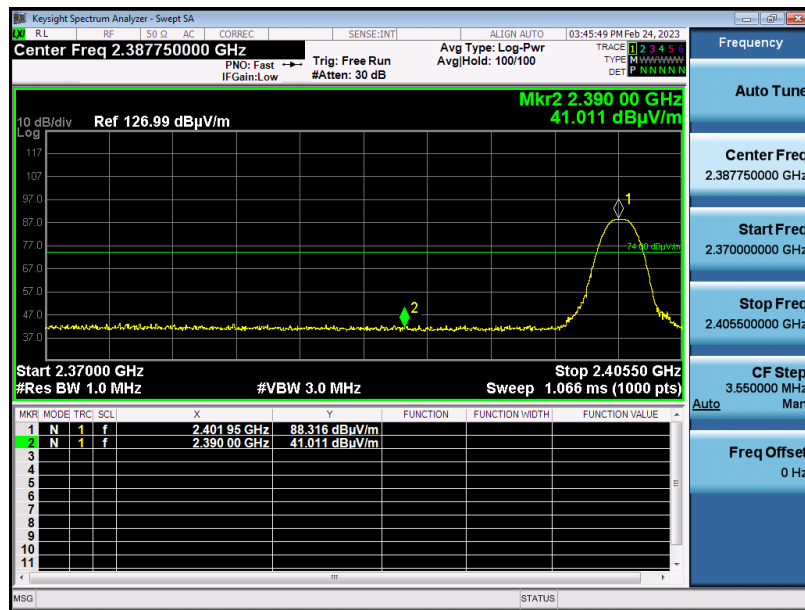 Keysight Spectrum Analyzer - Swept SA
LXI RL RF 50 Ω AC CORREC SENSE:INT ALIGN AUTO 03:45:49 PM Feb 24, 2023
Center Freq 2.387750000 GHz
PNO: Fast
IFGain:Low
Trig: Free Run
#Atten: 30 dB
Avg Type: Log-Pwr
Avg|Hold: 100/100
TRACE 1 2 3 4 5 6
TYPE M WWWWW
DET P N N N N N
Mkr2 2.390 00 GHz
41.011 dBµV/m
10 dB/div Ref 126.99 dBµV/m
Log
117
107
97.0
87.0
77.0
67.0
57.0
47.0
37.0
1
74.00 dBµV/m
2
Start 2.37000 GHz Stop 2.40550 GHz
#Res BW 1.0 MHz #VBW 3.0 MHz Sweep 1.066 ms (1000 pts)
MKR MODE TRC SCL X Y FUNCTION FUNCTION WIDTH FUNCTION VALUE
1 N 1 f 2.401 95 GHz 88.316 dBµV/m
2 N 1 f 2.390 00 GHz 41.011 dBµV/m
3
4
5
6
7
8
9
10
11
MSG STATUS
Frequency
Auto Tune
Center Freq
2.387750000 GHz
Start Freq
2.370000000 GHz
Stop Freq
2.405500000 GHz
CF Step
3.550000 MHz
Auto Man
Freq Offset
0 Hz